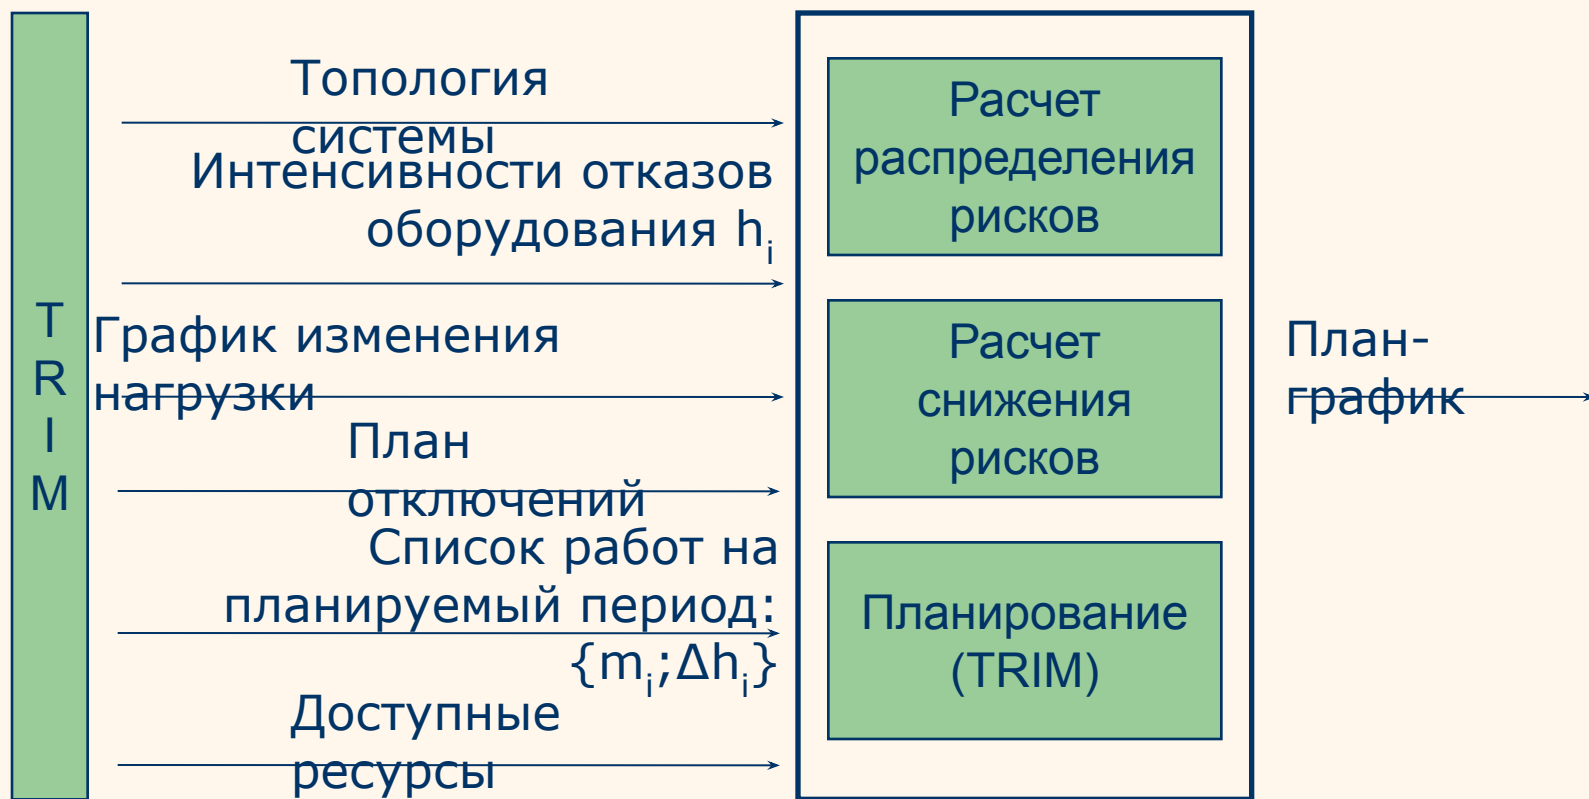 T
R
I
M
Топология
системы
Интенсивности отказов
оборудования hᵢ
График изменения
нагрузки
План
отключений
Список работ на
планируемый период:
{mᵢ;Δhᵢ}
Доступные
ресурсы
Расчет
распределения
рисков
Расчет
снижения
рисков
Планирование
(TRIM)
План-
график